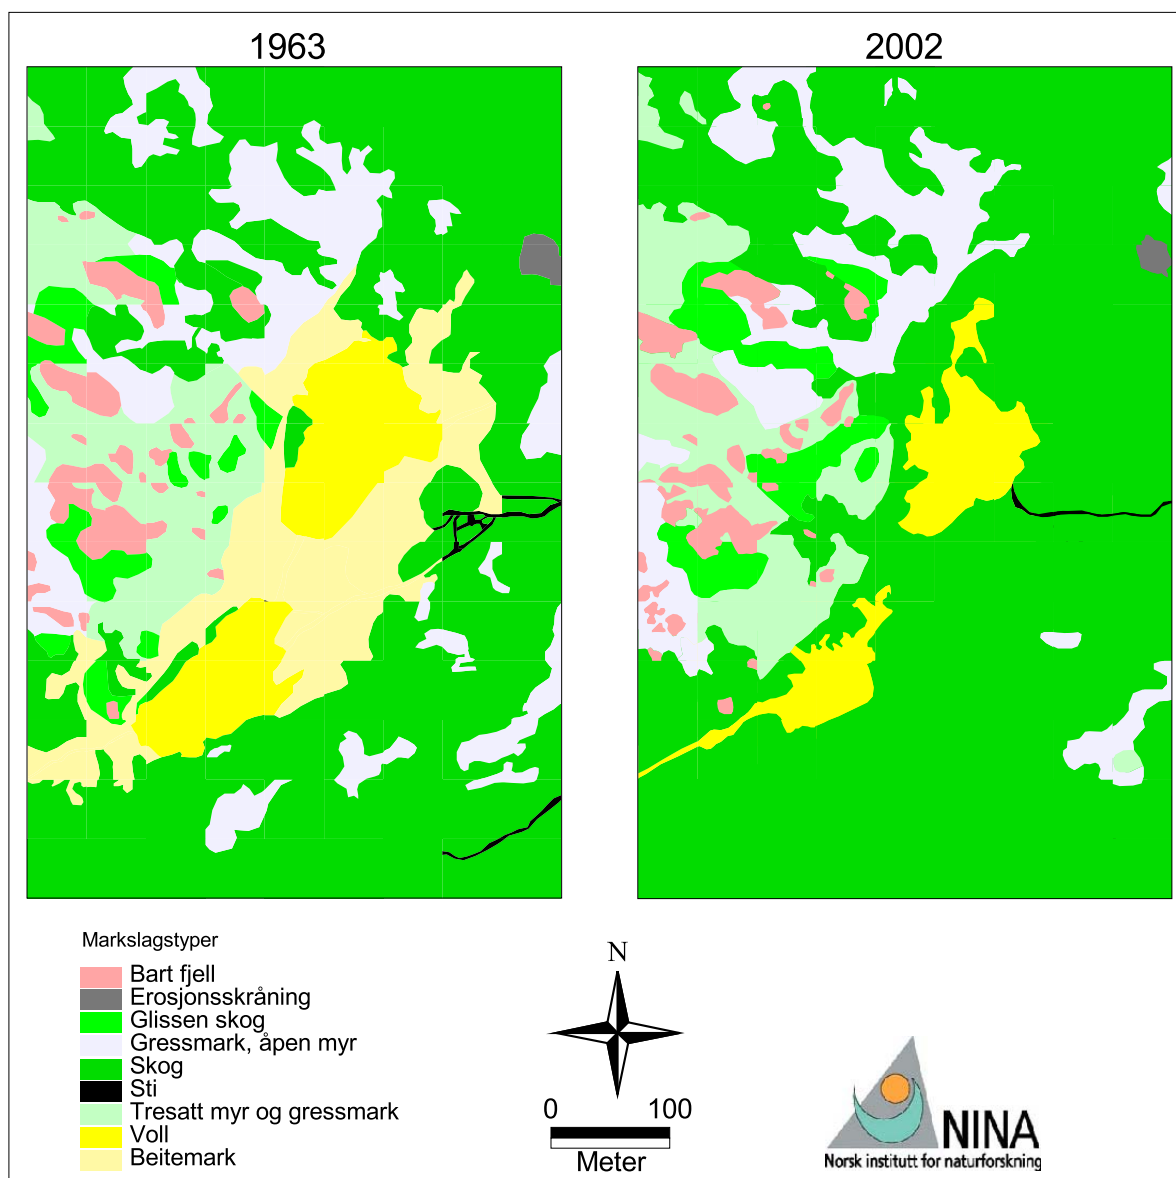 1963
2002
Markslagstyper
Bart fjell
Erosjonsskråning
Glissen skog
Gressmark, åpen myr
Skog
Sti
Tresatt myr og gressmark
Voll
Beitemark
N
0 100
Meter
NINA
Norsk institutt for naturforskning